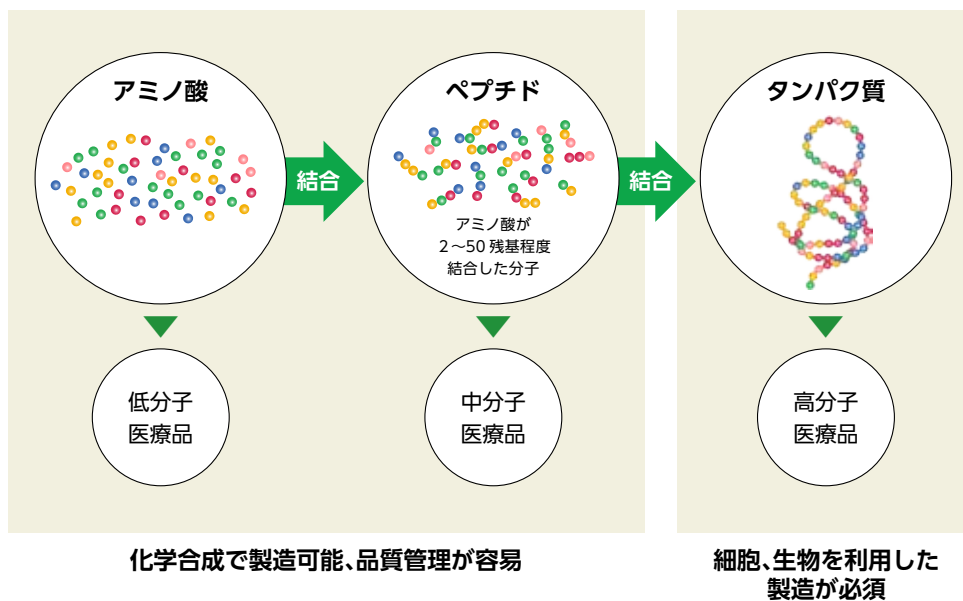 アミノ酸
結合
ペプチド
アミノ酸が
2～50 残基程度
結合した分子
結合
タンパク質
低分子
医療品
中分子
医療品
高分子
医療品
化学合成で製造可能、品質管理が容易
細胞、生物を利用した
製造が必須